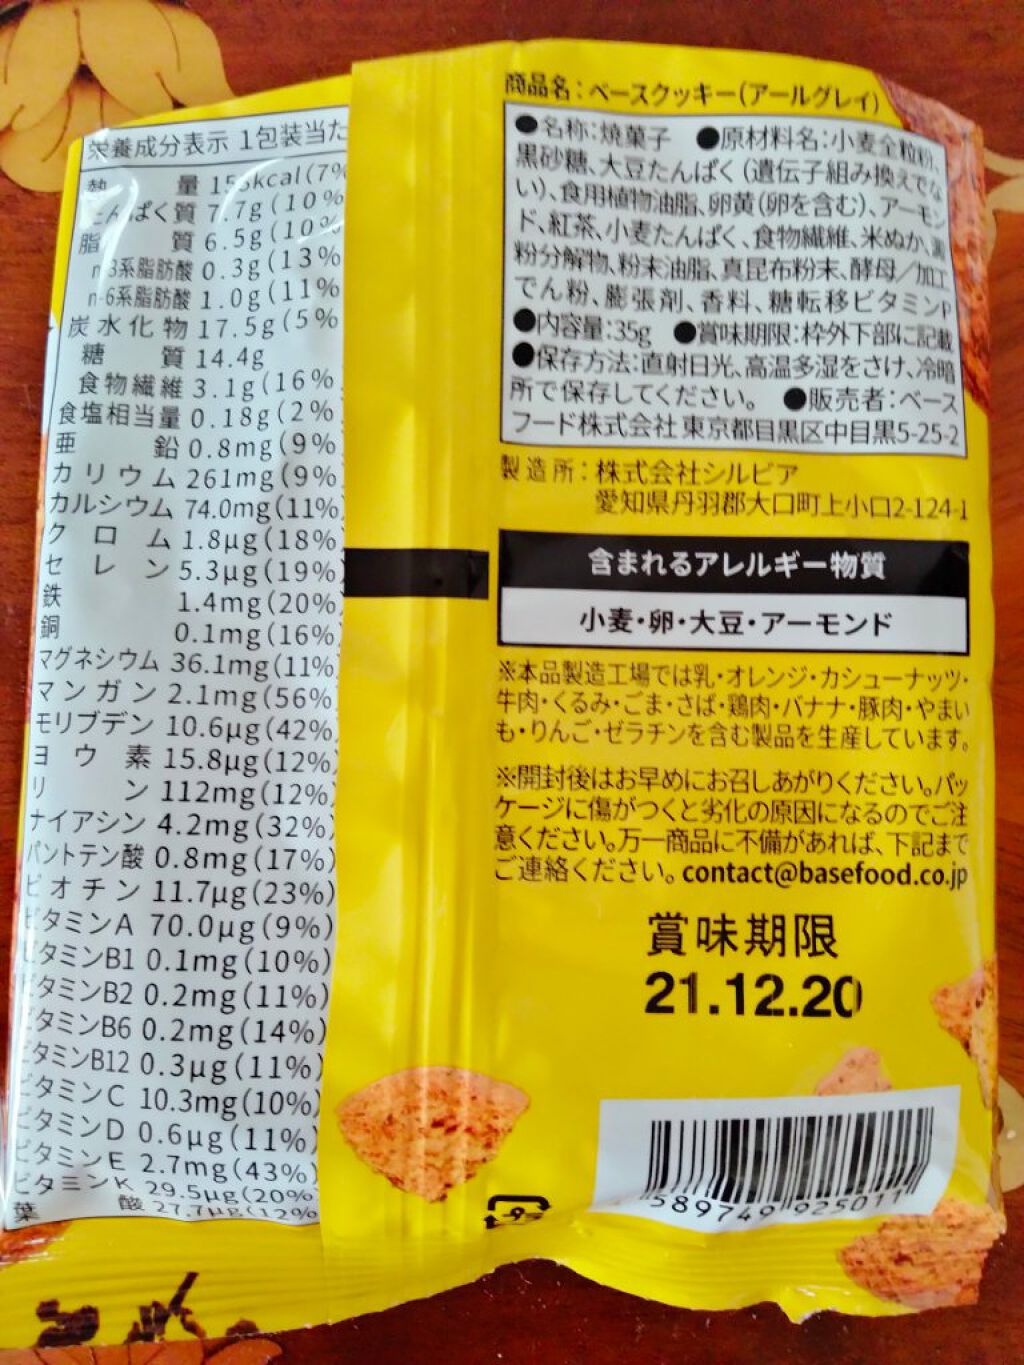 栄養成分表示 1包装当た
熱量 15 kcal(7%
たんぱく質 7.7g(10%
脂質 6.5g(10%
n-3系脂肪酸 0.3g(13%
n-6系脂肪酸 1.0g(11%
炭水化物 17.5g(5%
糖質 14.4g
食物繊維 3.1g(16%
食塩相当量 0.18g(2%
亜鉛 0.8mg(9%
カリウム 261mg(9%
カルシウム 74.0mg(11%)
クロム 1.8μg(18%
セレン 5.3μg(19%)
鉄 1.4mg(20%)
銅 0.1mg(16%
マグネシウム 36.1mg(11%
マンガン 2.1mg(56%
モリブデン 10.6μg(42%)
ヨウ素 15.8μg(12%)
リン 112mg(12%)
ナイアシン 4.2mg(32%)
パントテン酸 0.8mg(17%)
ビオチン 11.7μg(23%)
ビタミンA 70.0μg(9%)
ビタミンB1 0.1mg(10%)
ビタミンB2 0.2mg(11%)
ビタミンB6 0.2mg(14%)
ビタミンB12 0.3μg(11%)
ビタミンC 10.3mg(10%)
ビタミンD 0.6μg(11%)
ビタミンE 2.7mg(43%)
ビタミンK 29.5μg(20%
葉酸 27.7μg(12%
商品名:ベースクッキー(アールグレイ)
●名称:焼菓子 ●原材料名:小麦全粒粉、
黒砂糖、大豆たんぱく(遺伝子組み換えでな
い)、食用植物油脂、卵黄(卵を含む)、アーモン
ド、紅茶、小麦たんぱく、食物繊維、米ぬか、澱
粉分解物、粉末油脂、真昆布粉末、酵母/加工
でん粉、膨張剤、香料、糖転移ビタミンP
●内容量:35g ●賞味期限:枠外下部に記載
●保存方法:直射日光、高温多湿をさけ、冷暗
所で保存してください。 ●販売者:ベース
フード株式会社 東京都目黒区中目黒5-25-2
製造所:株式会社シルビア
愛知県丹羽郡大口町上小口2-124-1
含まれるアレルギー物質
小麦・卵・大豆・アーモンド
※本品製造工場では乳・オレンジ・カシューナッツ・
牛肉・くるみ・ごま・さば・鶏肉・バナナ・豚肉・やまい
も・りんご・ゼラチンを含む製品を生産しています。
※開封後はお早めにお召しあがりください。パッ
ケージに傷がつくと劣化の原因になるのでご注
意ください。万一商品に不備があれば、下記まで
ご連絡ください。contact@basefood.co.jp
賞味期限
21.12.20
589749 925011